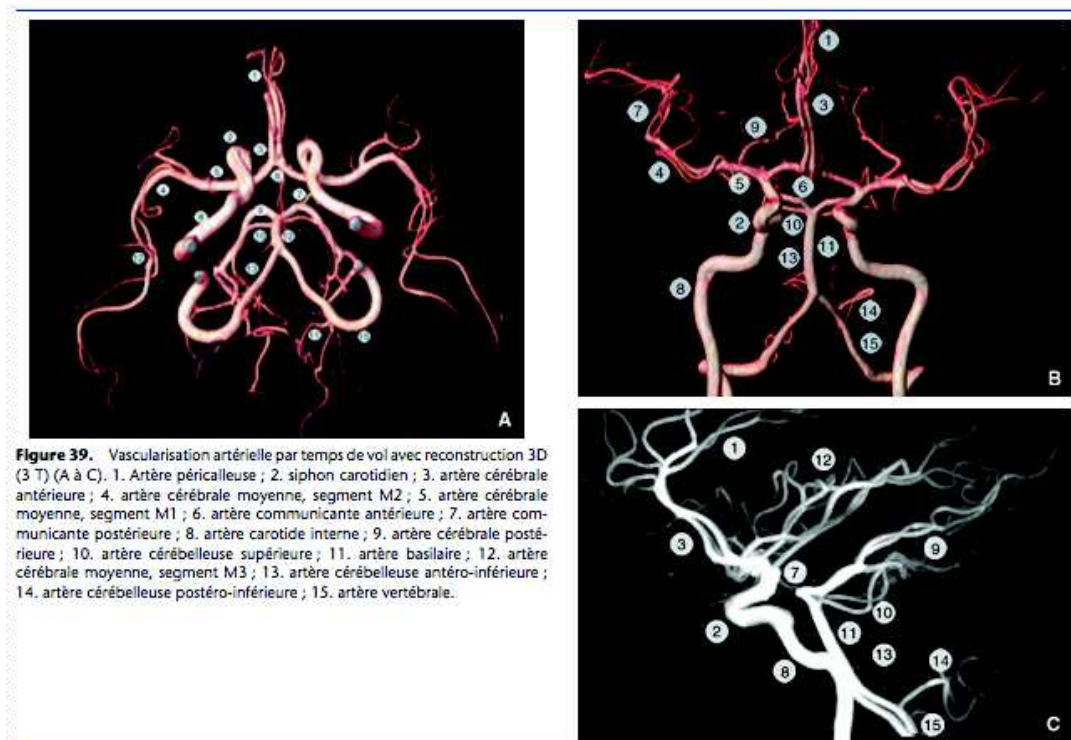 A
Figure 39. Vascularisation artérielle par temps de vol avec reconstruction 3D
(3 T) (A à C). 1. Artère péricalleuse ; 2. siphon carotidien ; 3. artère cérébrale
antérieure ; 4. artère cérébrale moyenne, segment M2 ; 5. artère cérébrale
moyenne, segment M1 ; 6. artère communicante antérieure ; 7. artère com-
municante postérieure ; 8. artère carotide interne ; 9. artère cérébrale posté-
rieure ; 10. artère cérébelleuse supérieure ; 11. artère basilaire ; 12. artère
cérébrale moyenne, segment M3 ; 13. artère cérébelleuse antéro-inférieure ;
14. artère cérébelleuse postéro-inférieure ; 15. artère vertébrale.
1
3
7
9
4
5
6
2
10
11
13
8
14
15
B
1
12
3
9
7
10
2
11
13
8
14
15
C